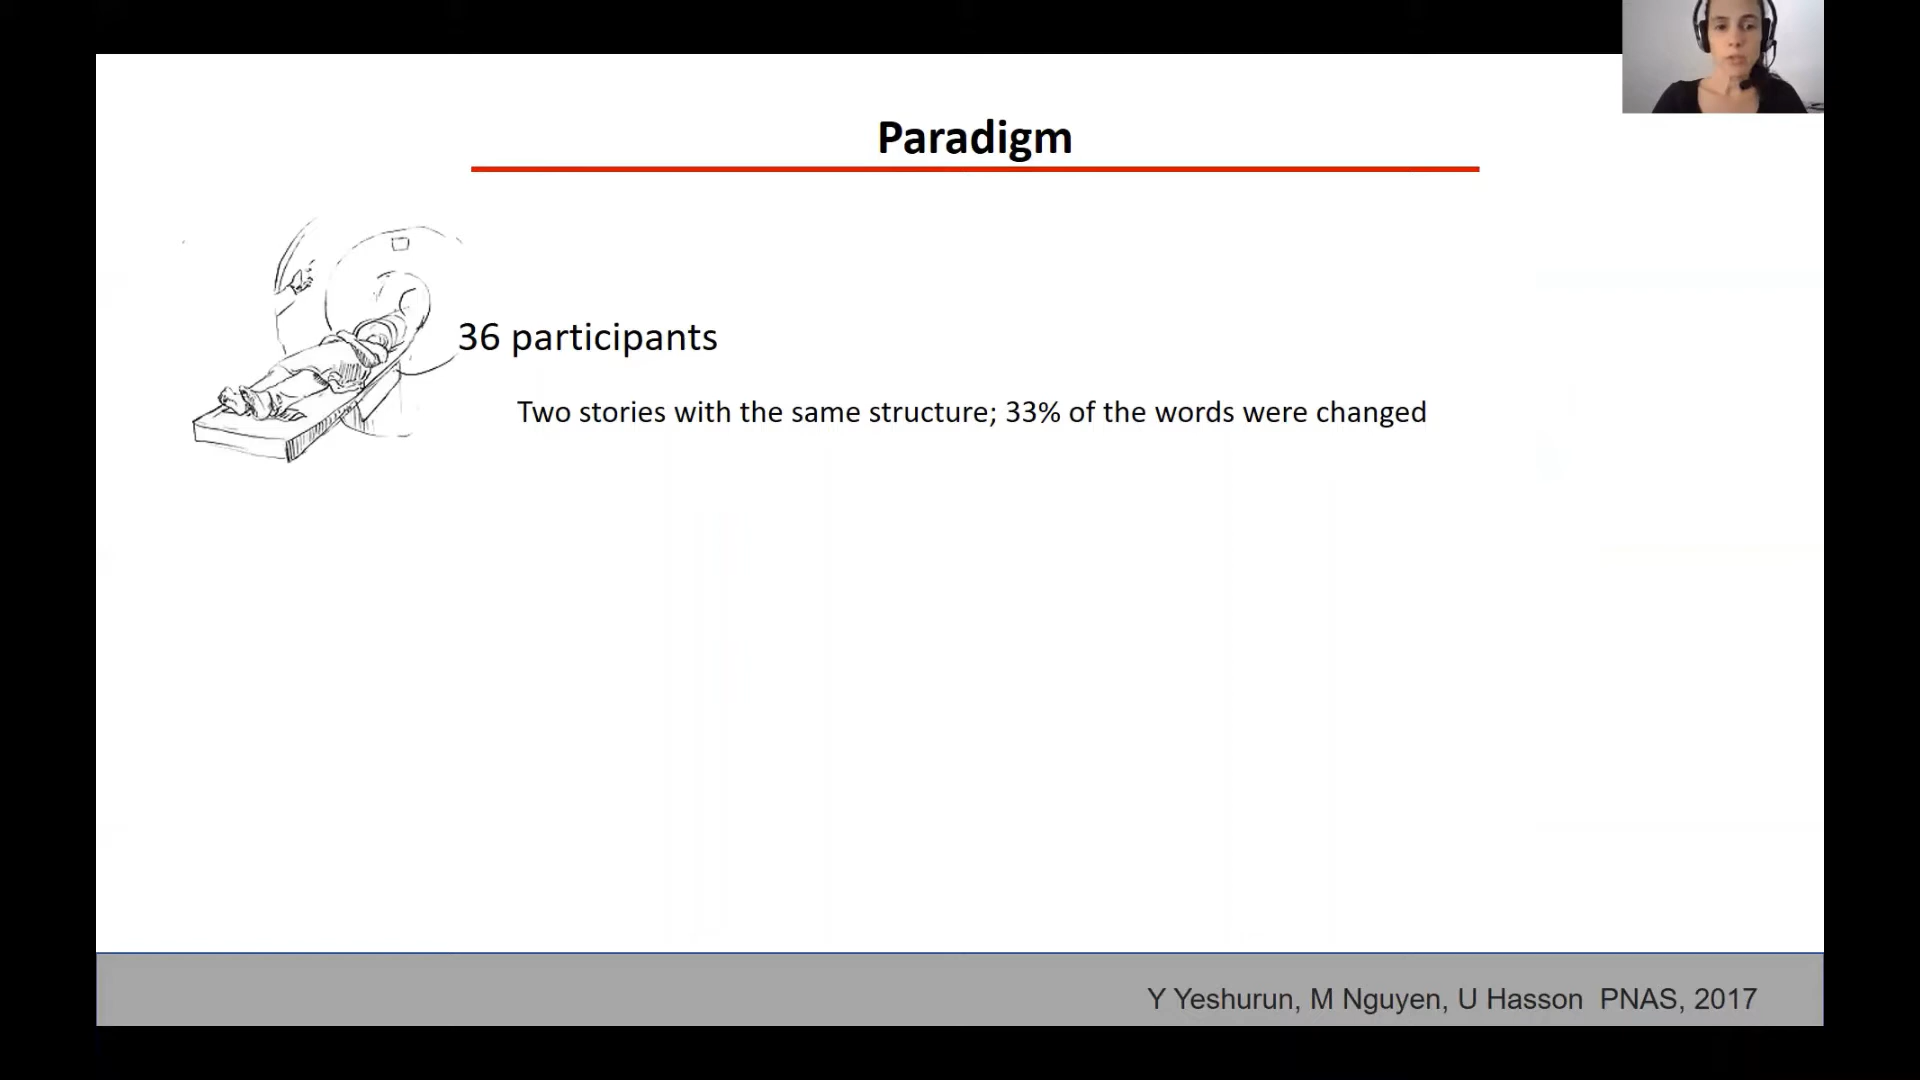 Paradigm
36 participants
Two stories with the same structure; 33% of the words were changed
Y Yeshurun, M Nguyen, U Hasson PNAS, 2017